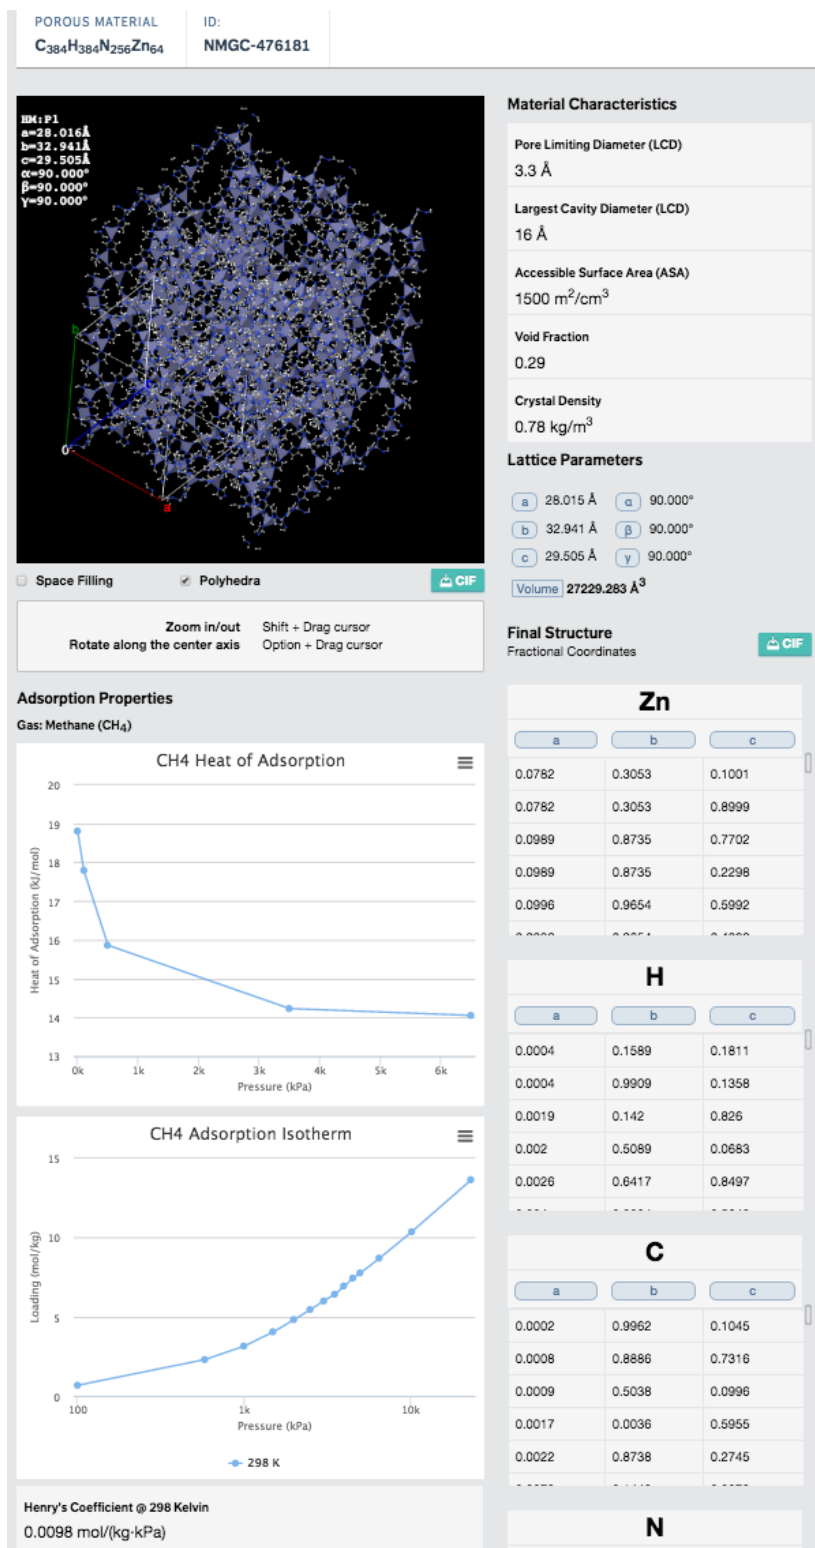 POROUS MATERIAL
C384H384N256Zn64
ID:
NMGC-476181
HM:P1
a=28.016Å
b=32.941Å
c=29.505Å
α=90.000°
β=90.000°
γ=90.000°
b
0
a
Space Filling
Polyhedra
CIF
Zoom in/out Shift + Drag cursor
Rotate along the center axis Option + Drag cursor
Adsorption Properties
Gas: Methane (CH4)
CH4 Heat of Adsorption
Heat of Adsorption (kJ/mol)
20
19
18
17
16
15
14
13
0k 1k 2k 3k 4k 5k 6k
Pressure (kPa)
CH4 Adsorption Isotherm
Loading (mol/kg)
15
10
5
0
100 1k 10k
Pressure (kPa)
298 K
Henry's Coefficient @ 298 Kelvin
0.0098 mol/(kg·kPa)
Material Characteristics
Pore Limiting Diameter (LCD)
3.3 Å
Largest Cavity Diameter (LCD)
16 Å
Accessible Surface Area (ASA)
1500 m²/cm³
Void Fraction
0.29
Crystal Density
0.78 kg/m³
Lattice Parameters
a 28.015 Å α 90.000°
b 32.941 Å β 90.000°
c 29.505 Å γ 90.000°
Volume 27229.283 Å³
Final Structure
Fractional Coordinates
CIF
Zn
a b c
0.0782 0.3053 0.1001
0.0782 0.3053 0.8999
0.0989 0.8735 0.7702
0.0989 0.8735 0.2298
0.0996 0.9654 0.5992
H
a b c
0.0004 0.1589 0.1811
0.0004 0.9909 0.1358
0.0019 0.142 0.826
0.002 0.5089 0.0683
0.0026 0.6417 0.8497
C
a b c
0.0002 0.9962 0.1045
0.0008 0.8886 0.7316
0.0009 0.5038 0.0996
0.0017 0.0036 0.5955
0.0022 0.8738 0.2745
N